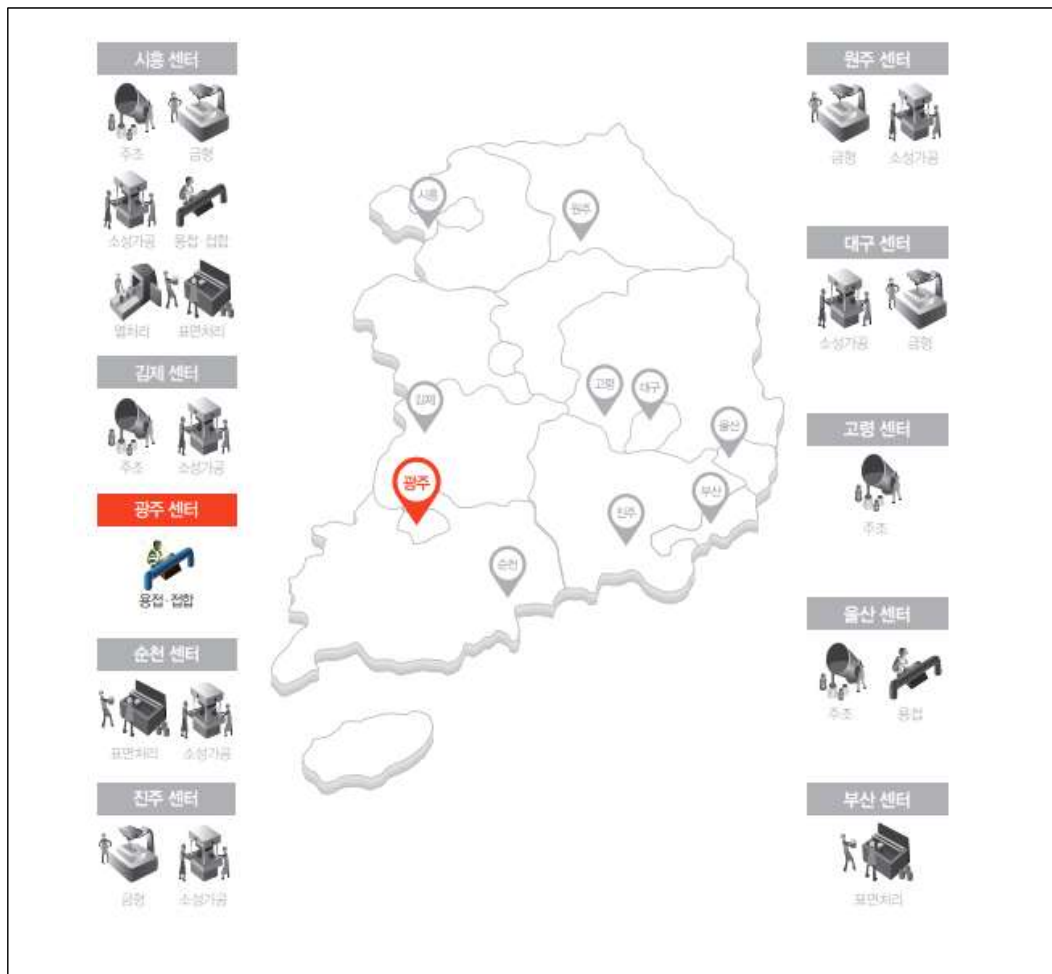 시흥 센터
주조 금형
소성가공 용접·접합
열처리 표면처리
김제 센터
주조 소성가공
광주 센터
용접·접합
순천 센터
표면처리 소성가공
진주 센터
금형 소성가공
시흥
원주
고령
대구
김제
울산
광주
부산
진주
순천
원주 센터
금형 소성가공
대구 센터
소성가공 금형
고령 센터
주조
울산 센터
주조 용접
부산 센터
표면처리